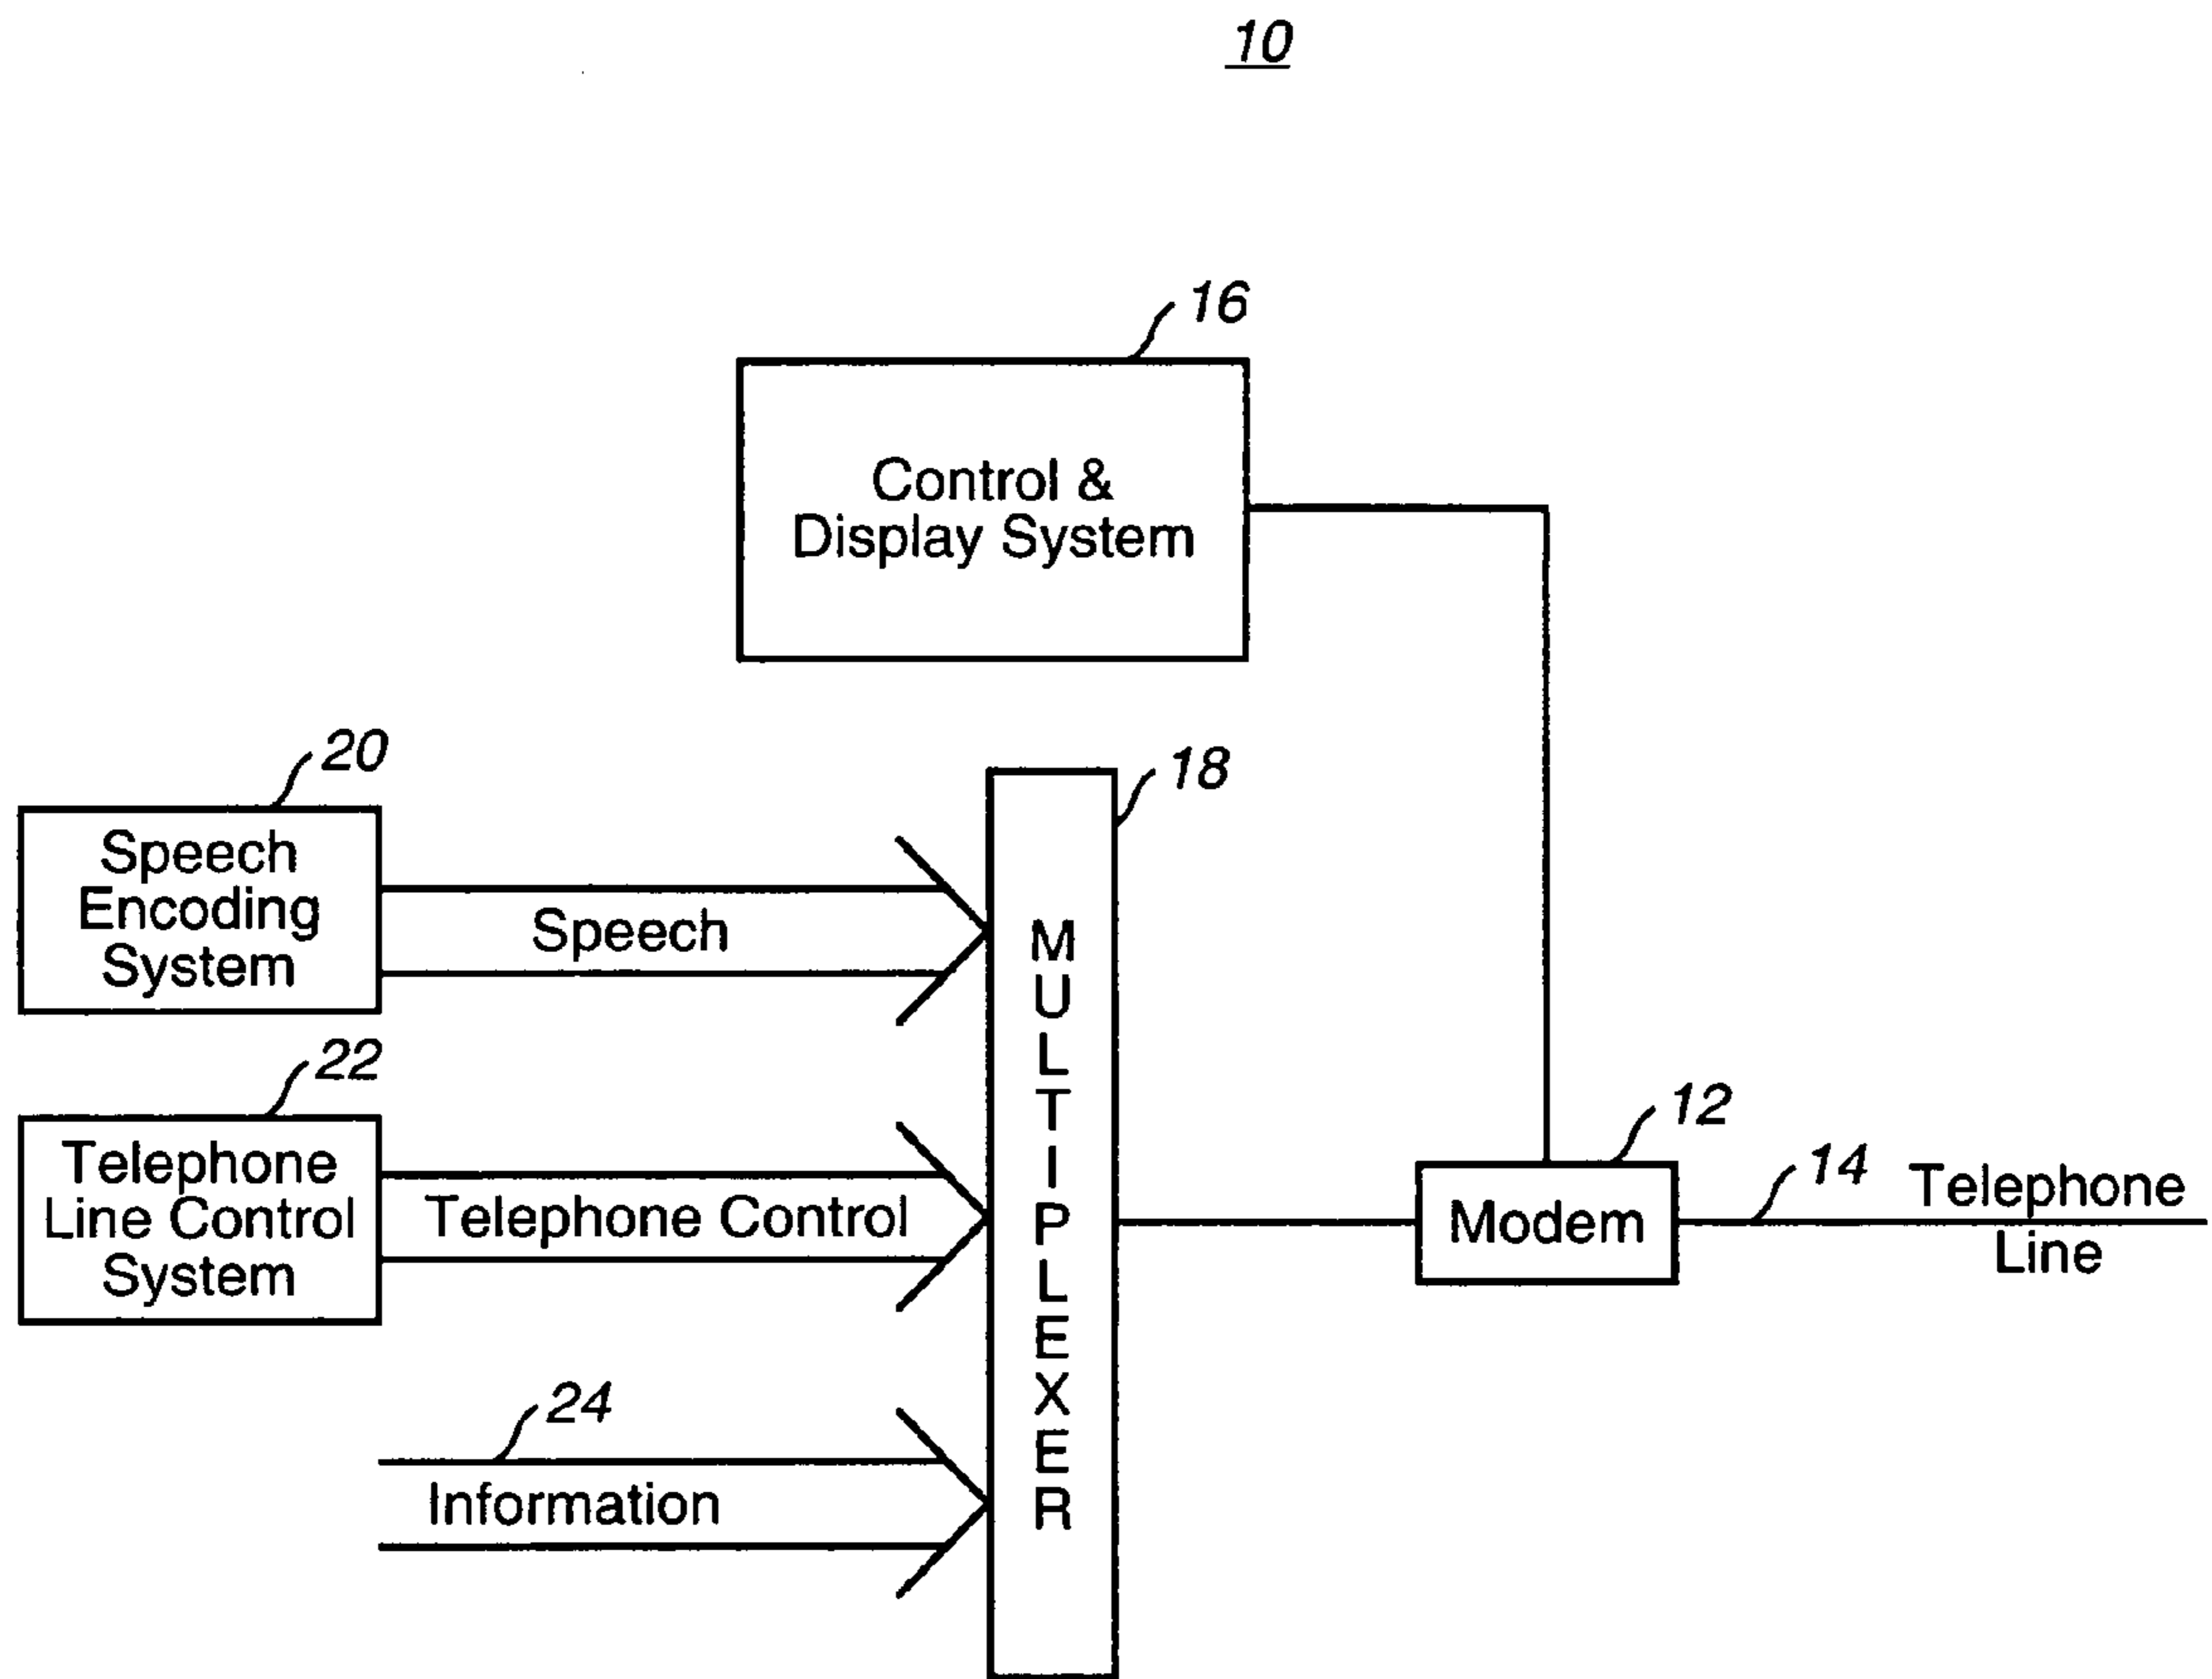 10
16
Control &
Display System
20
18
Speech
Encoding
System
Speech
MULTIPLEXER
22
Telephone
Line Control
System
Telephone Control
12
Modem
14
Telephone
Line
24
Information